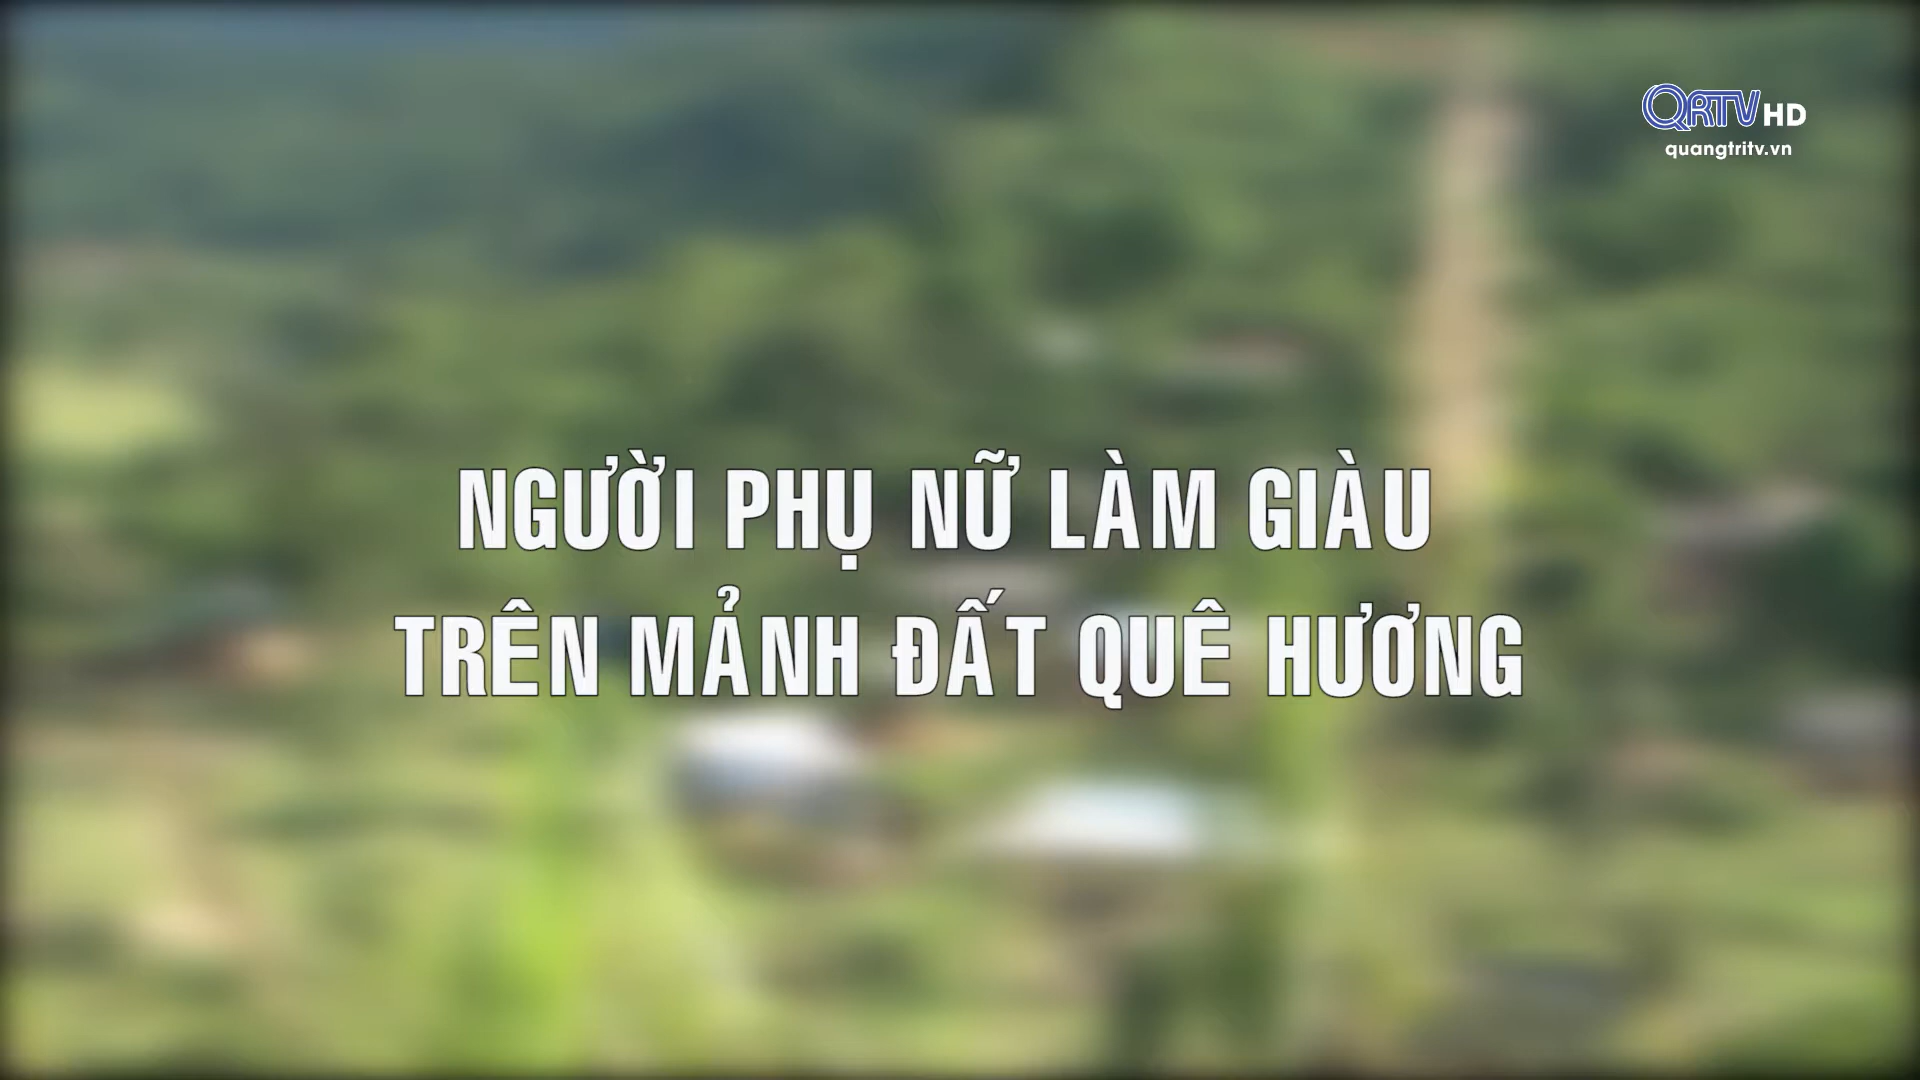 QRTV HD
quangtritv.vn
NGƯỜI PHỤ NỮ LÀM GIÀU
TRÊN MẢNH ĐẤT QUÊ HƯƠNG